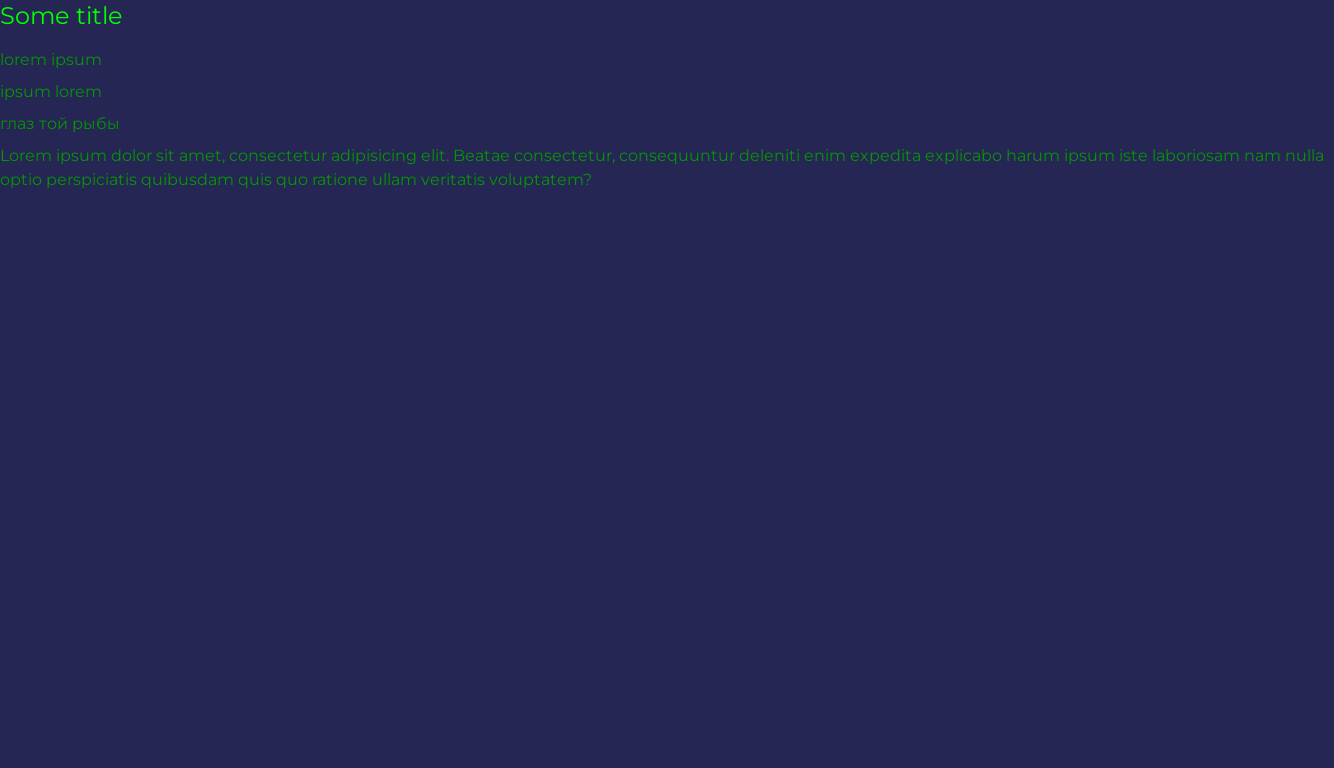 Some title
lorem ipsum
ipsum lorem
глаз той рыбы
Lorem ipsum dolor sit amet, consectetur adipisicing elit. Beatae consectetur, consequuntur deleniti enim expedita explicabo harum ipsum iste laboriosam nam nulla
optio perspiciatis quibusdam quis quo ratione ullam veritatis voluptatem?